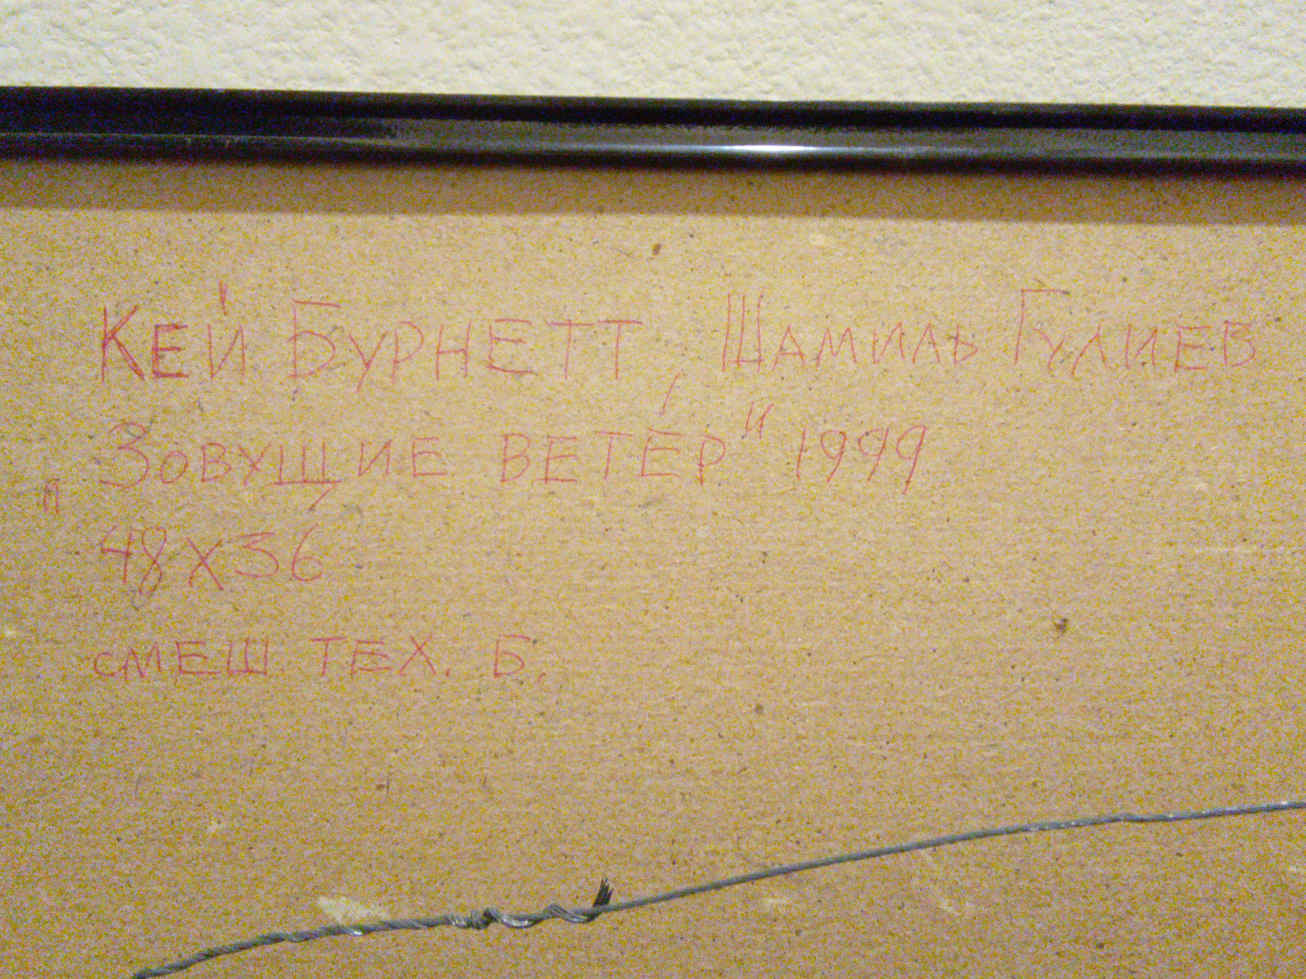 Кей Бурнетт, Шамиль Гулиев
"Зовущие ветер" 1999
48x36
смеш тех. Б.